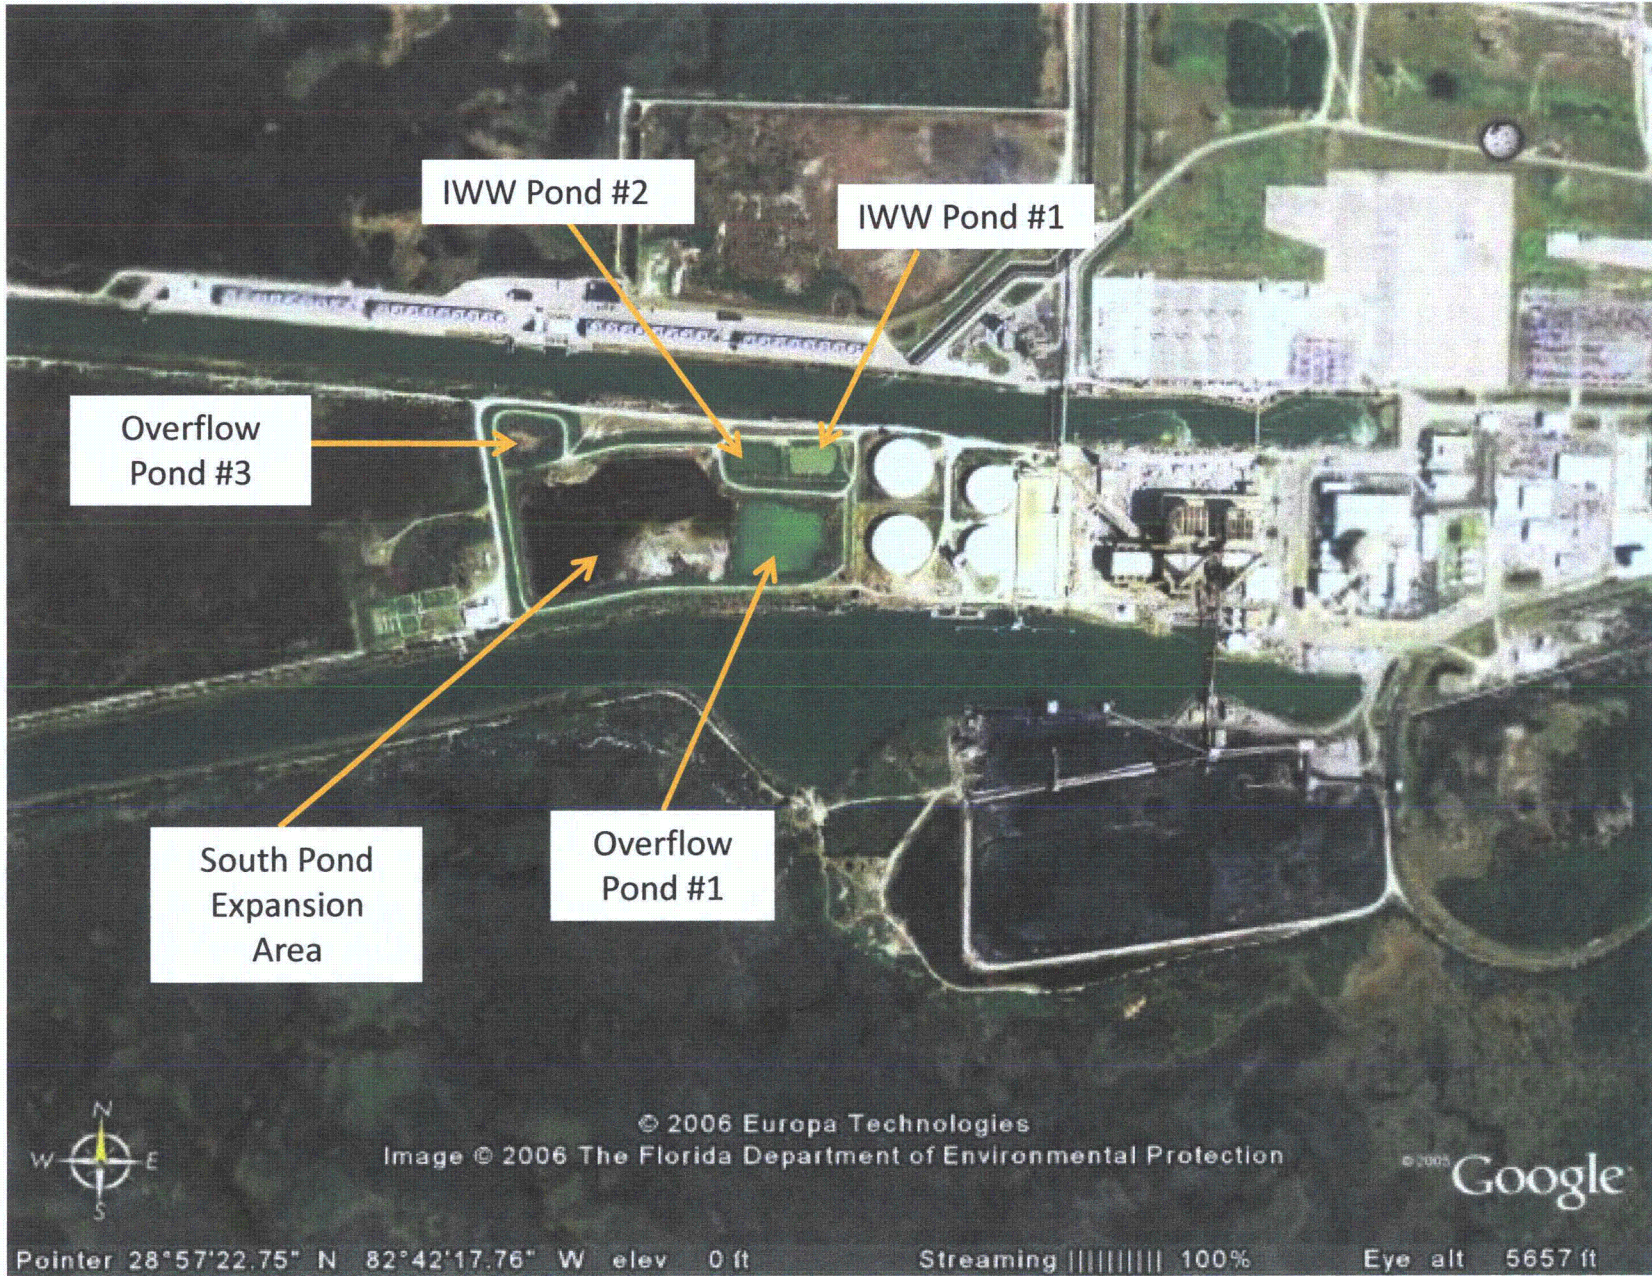 IWW Pond #2
IWW Pond #1
Overflow
Pond #3
South Pond
Expansion
Area
Overflow
Pond #1
N
W
E
S
© 2006 Europa Technologies
Image © 2006 The Florida Department of Environmental Protection
© 2005 Google
Pointer 28°57'22.75" N 82°42'17.76" W elev 0 ft Streaming |||||||||| 100% Eye alt 5657 ft